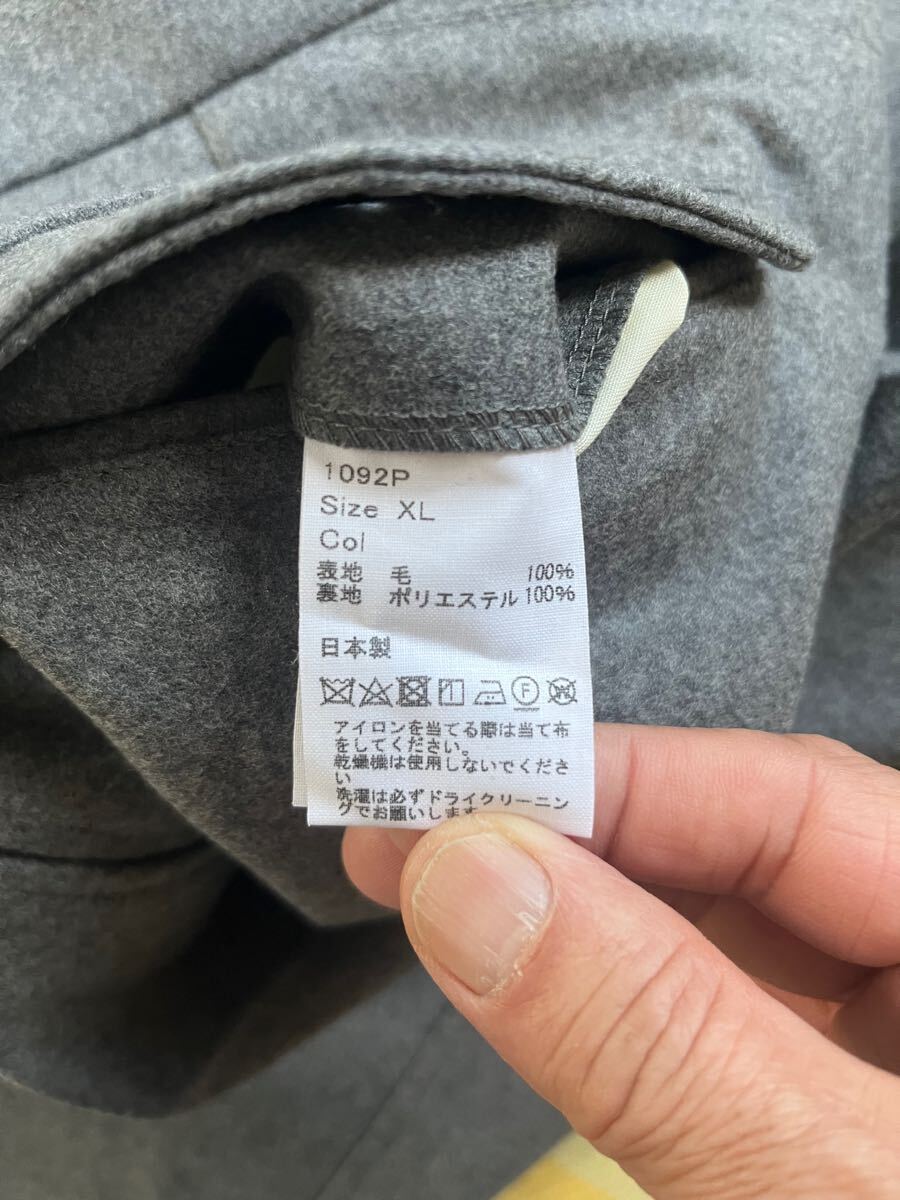 1092P
Size XL
Col
表地 毛 100%
裏地 ポリエステル 100%
日本製
F
W
アイロンを当てる際は当て布
をしてください。
乾燥機は使用しないでくださ
い
洗濯は必ずドライクリーニン
グでお願いします